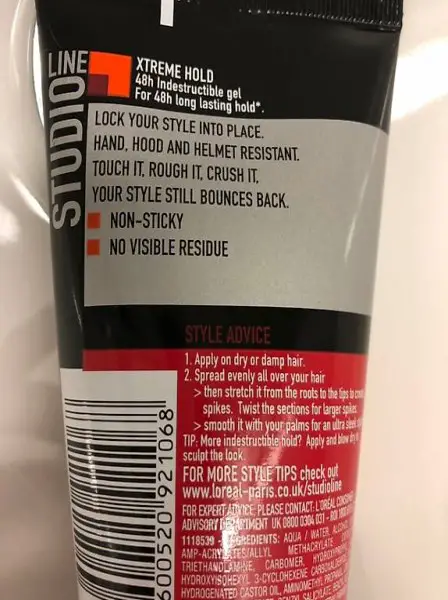 STUDIO LINE
XTREME HOLD
48h Indestructible gel
For 48h long lasting hold*.
LOCK YOUR STYLE INTO PLACE.
HAND, HOOD AND HELMET RESISTANT.
TOUCH IT, ROUGH IT, CRUSH IT,
YOUR STYLE STILL BOUNCES BACK.
NON-STICKY
NO VISIBLE RESIDUE
STYLE ADVICE
1. Apply on dry or damp hair.
2. Spread evenly all over your hair
> then stretch it from the roots to the tips to
spikes. Twist the sections for larger spikes.
> smooth it with your palms for an ultra sleek
TIP: More indestructible hold? Apply and blow dry
sculpt the look.
FOR MORE STYLE TIPS check out
www.loreal-paris.co.uk/studioline
FOR EXPERT ADVICE PLEASE CONTACT: L'ORÉAL CONSUMER
ADVISORY DEPARTMENT UK 0800 0304 031
1118539 INGREDIENTS: AQUA / WATER, ALCOHOL
METHACRYLATE
TRIETHANOLAMINE, CARBOMER,
HYDROXYISOHEXYL 3-CYCLOHEXENE
HYDROGENATED CASTOR OIL, AMINOMETHYL
600520 921068